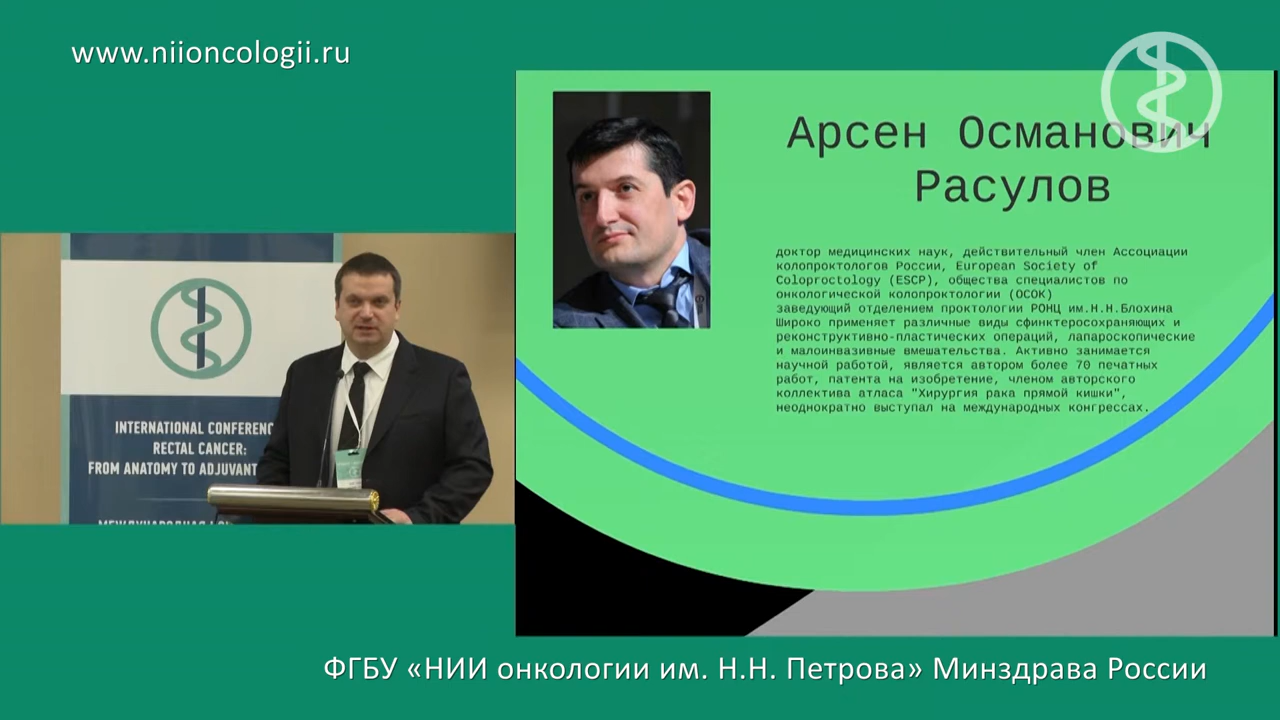 www.niioncologii.ru
Арсен Османович
Расулов
доктор медицинских наук, действительный член Ассоциации
колопроктологов России, European Society of
Coloproctology (ESCP), общества специалистов по
онкологической колопроктологии (ОСОК)
заведующий отделением проктологии РОНЦ им.Н.Н.Блохина
Широко применяет различные виды сфинктеросохраняющих и
реконструктивно-пластических операций, лапароскопические
и малоинвазивные вмешательства. Активно занимается
научной работой, является автором более 70 печатных
работ, патента на изобретение, членом авторского
коллектива атласа "Хирургия рака прямой кишки",
неоднократно выступал на международных конгрессах.
INTERNATIONAL CONFERENC
RECTAL CANCER:
FROM ANATOMY TO ADJUVANT
МЕЖДУНАРОДНАЯ
ФГБУ «НИИ онкологии им. Н.Н. Петрова» Минздрава России